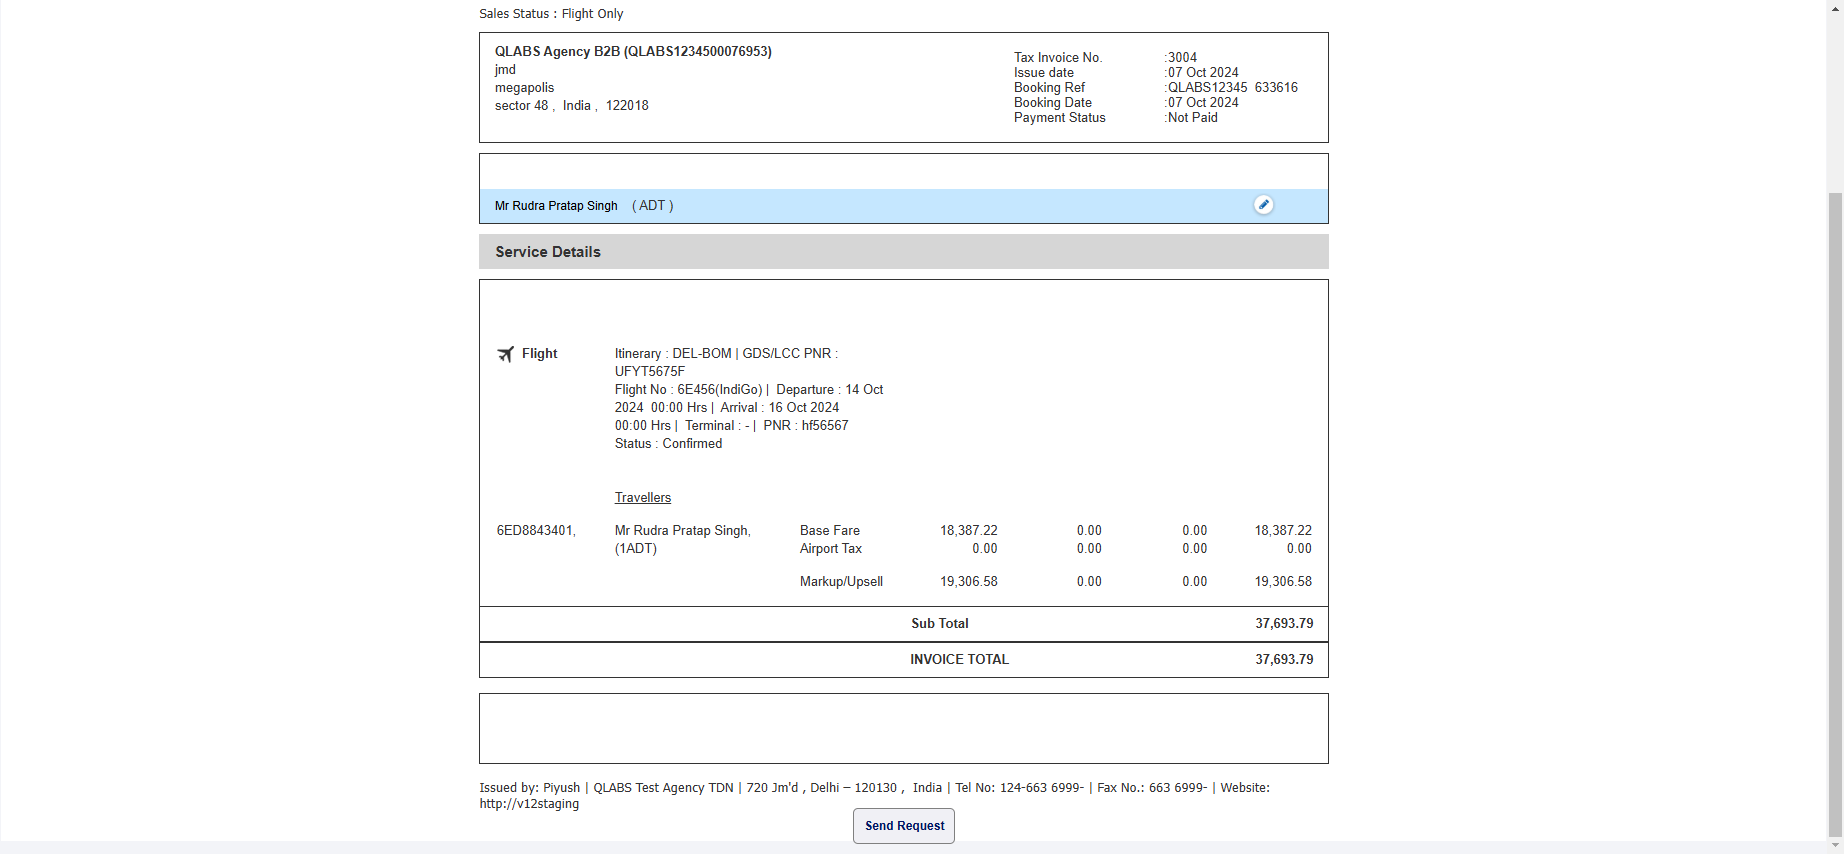 Sales Status : Flight Only
QLABS Agency B2B (QLABS1234500076953)
jmd
megapolis
sector 48 , India , 122018
Tax Invoice No. :3004
Issue date :07 Oct 2024
Booking Ref :QLABS12345 633616
Booking Date :07 Oct 2024
Payment Status :Not Paid
Mr Rudra Pratap Singh ( ADT )
Service Details
Flight
Itinerary : DEL-BOM | GDS/LCC PNR :
UFYT5675F
Flight No : 6E456(IndiGo) | Departure : 14 Oct
2024 00:00 Hrs | Arrival : 16 Oct 2024
00:00 Hrs | Terminal : - | PNR : hf56567
Status : Confirmed
Travellers
6ED8843401, Mr Rudra Pratap Singh, Base Fare 18,387.22 0.00 0.00 18,387.22
(1ADT) Airport Tax 0.00 0.00 0.00 0.00
Markup/Upsell 19,306.58 0.00 0.00 19,306.58
Sub Total 37,693.79
INVOICE TOTAL 37,693.79
Issued by: Piyush | QLABS Test Agency TDN | 720 Jm'd , Delhi – 120130 , India | Tel No: 124-663 6999- | Fax No.: 663 6999- | Website:
http://v12staging
Send Request